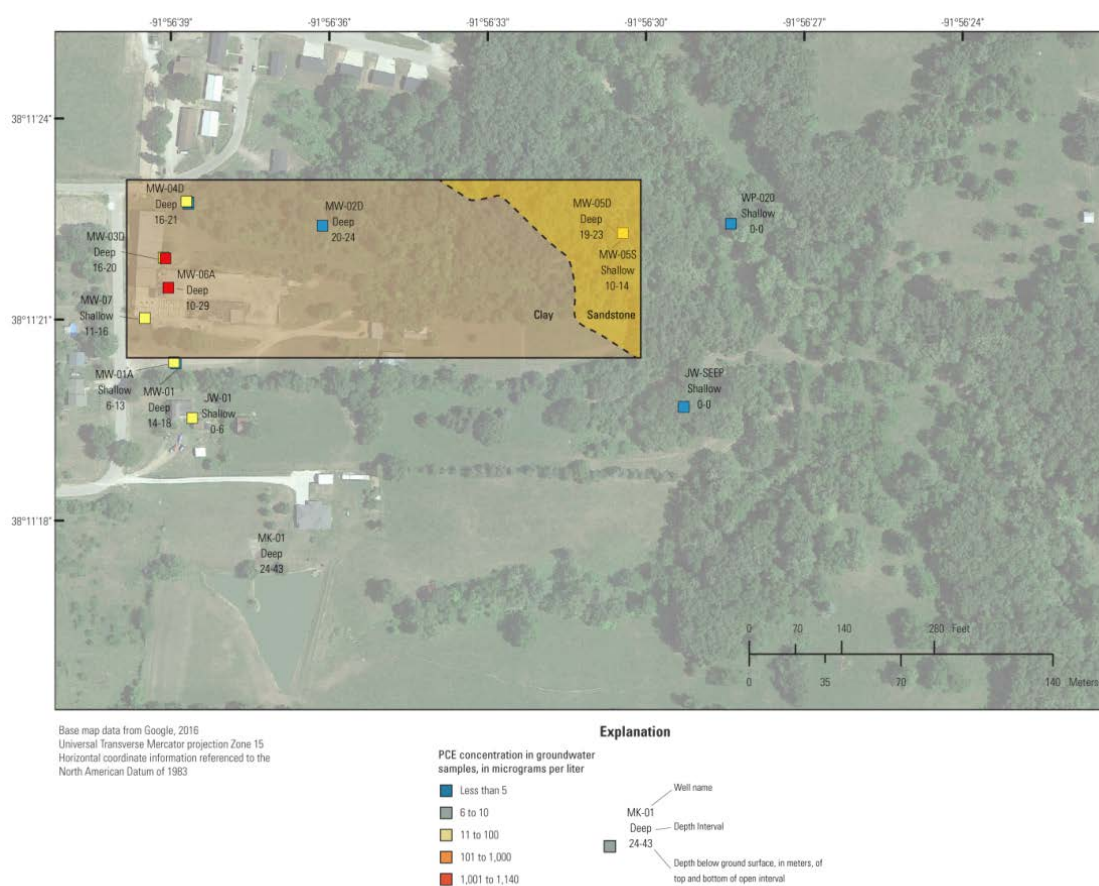 -91°56'39"
-91°56'36"
-91°56'33"
-91°56'30"
-91°56'27"
-91°56'24"
38°11'24"
38°11'21"
38°11'18"
MW-04D
Deep
16-21
MW-02D
Deep
20-24
MW-05D
Deep
19-23
WP-020
Shallow
0-0
MW-03D
Deep
16-20
MW-05S
Shallow
10-14
MW-06A
Deep
10-29
MW-07
Shallow
11-16
Clay
Sandstone
MW-01A
Shallow
6-13
MW-01
Deep
14-18
JW-01
Shallow
0-6
JW-SEEP
Shallow
0-0
MK-01
Deep
24-43
0 70 140 280 Feet
0 35 70 140 Meters
Base map data from Google, 2016
Universal Transverse Mercator projection Zone 15
Horizontal coordinate information referenced to the
North American Datum of 1983
Explanation
PCE concentration in groundwater
samples, in micrograms per liter
Less than 5
6 to 10
11 to 100
101 to 1,000
1,001 to 1,140
MK-01
Deep
24-43
Well name
Depth Interval
Depth below ground surface, in meters, of
top and bottom of open interval